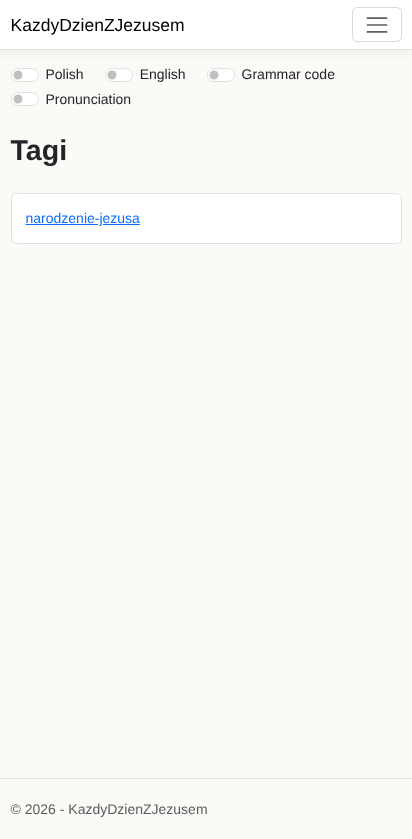 KazdyDzienZJezusem
Polish English Grammar code
Pronunciation
Tagi
narodzenie-jezusa
© 2026 - KazdyDzienZJezusem